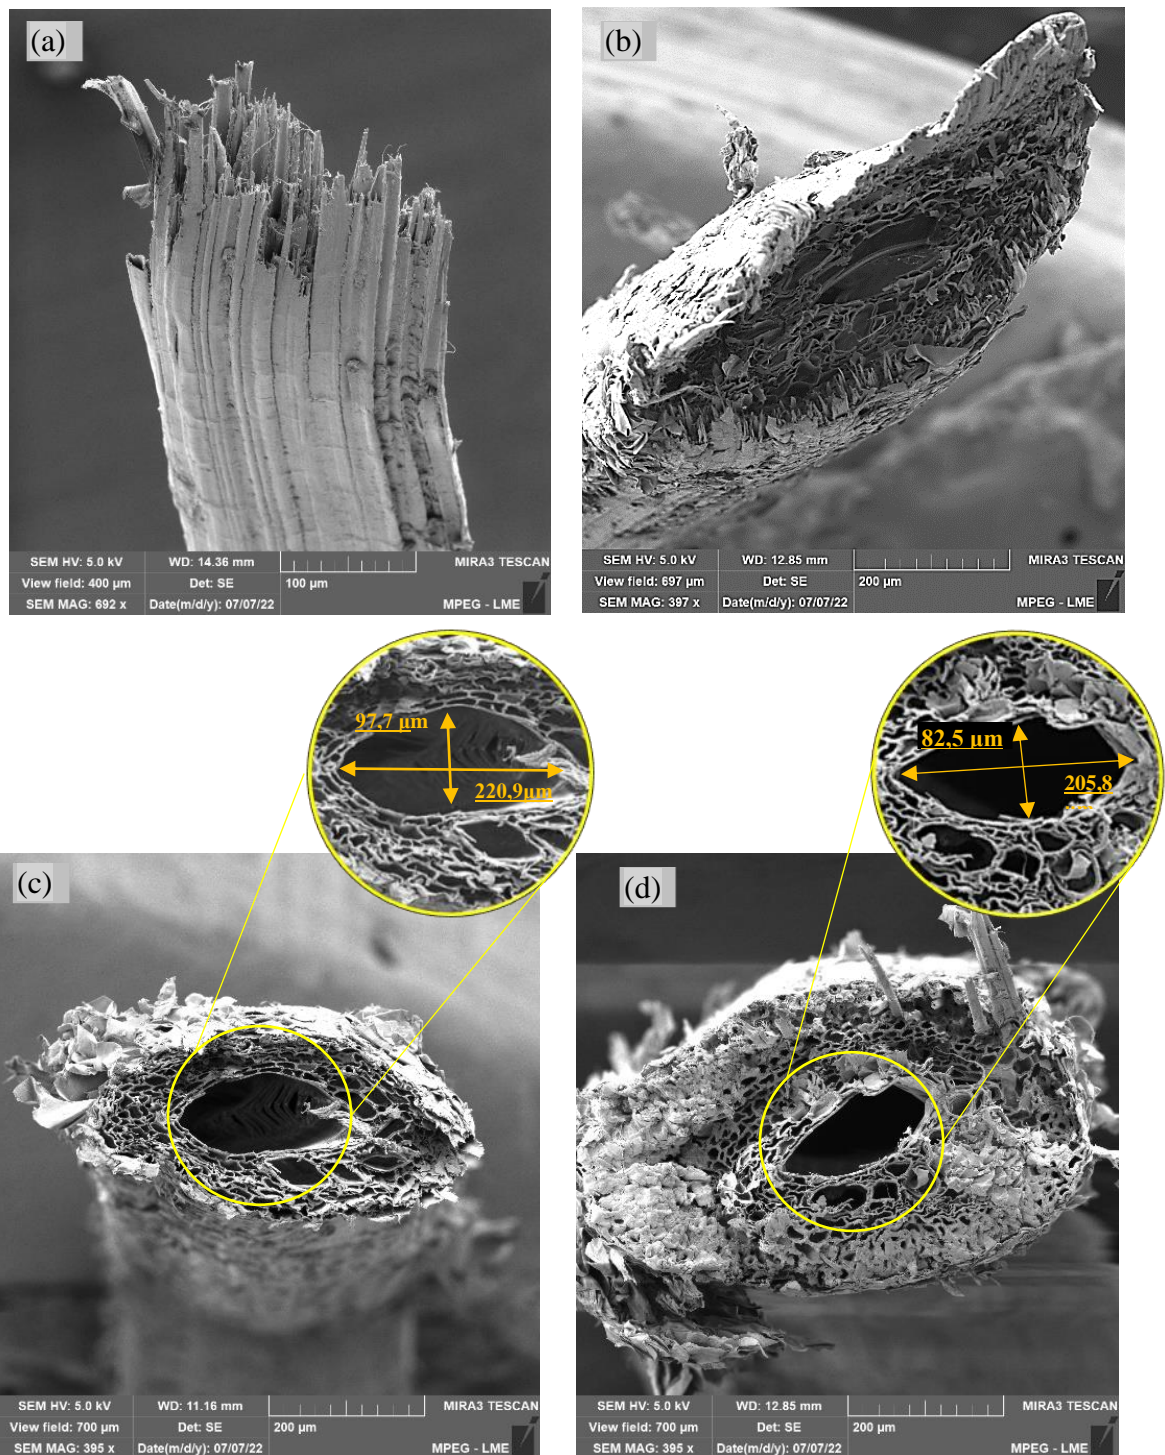 (a)
SEM HV: 5.0 kV WD: 14.36 mm MIRA3 TESCAN
View field: 400 µm Det: SE 100 µm
SEM MAG: 692 x Date(m/d/y): 07/07/22 MPEG - LME
(b)
SEM HV: 5.0 kV WD: 12.85 mm MIRA3 TESCAN
View field: 697 µm Det: SE 200 µm
SEM MAG: 397 x Date(m/d/y): 07/07/22 MPEG - LME
97,7 µm
220,9µm
82,5 µm
205,8
(c)
SEM HV: 5.0 kV WD: 11.16 mm MIRA3 TESCAN
View field: 700 µm Det: SE 200 µm
SEM MAG: 395 x Date(m/d/y): 07/07/22 MPEG - LME
(d)
SEM HV: 5.0 kV WD: 12.85 mm MIRA3 TESCAN
View field: 700 µm Det: SE 200 µm
SEM MAG: 395 x Date(m/d/y): 07/07/22 MPEG - LME